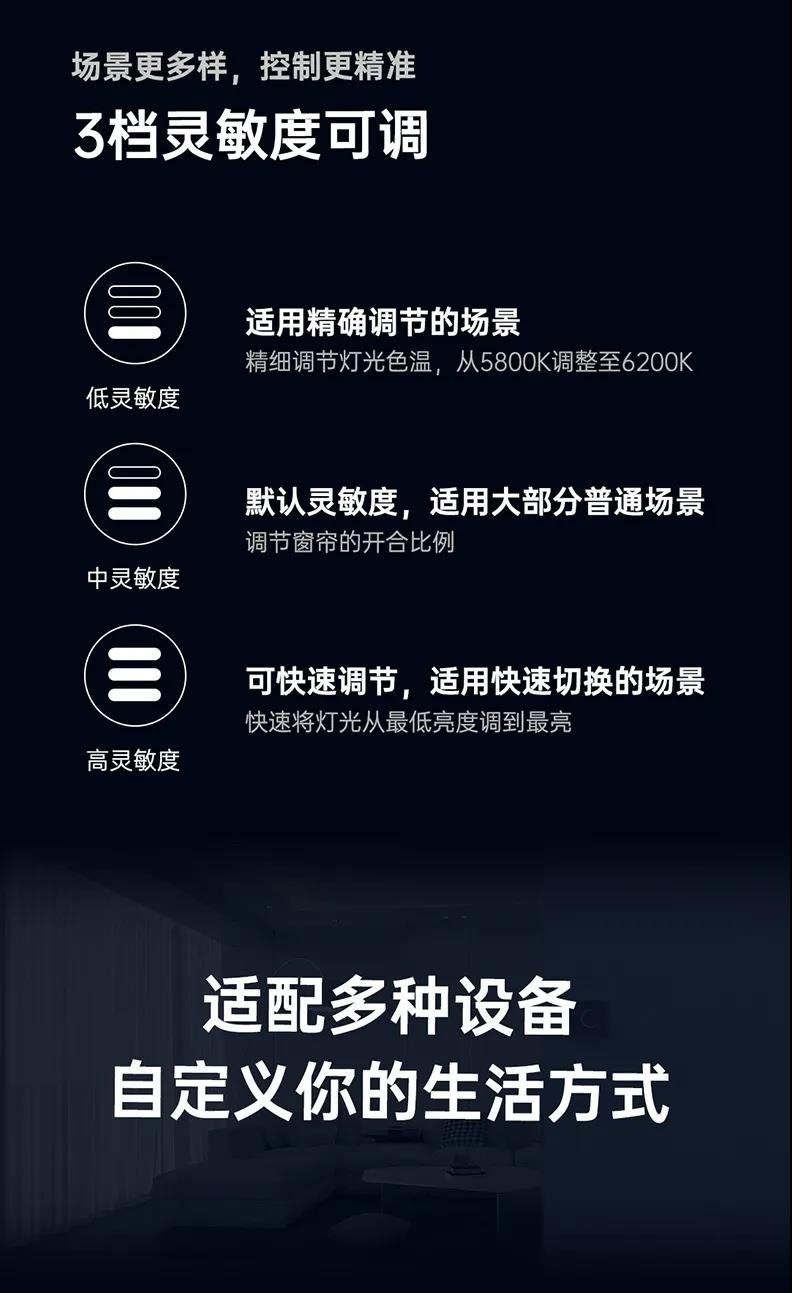 场景更多样，控制更精准
3档灵敏度可调
适用精确调节的场景
精细调节灯光色温，从5800K调整至6200K
低灵敏度
默认灵敏度，适用大部分普通场景
调节窗帘的开合比例
中灵敏度
可快速调节，适用快速切换的场景
快速将灯光从最低亮度调到最亮
高灵敏度
适配多种设备
自定义你的生活方式